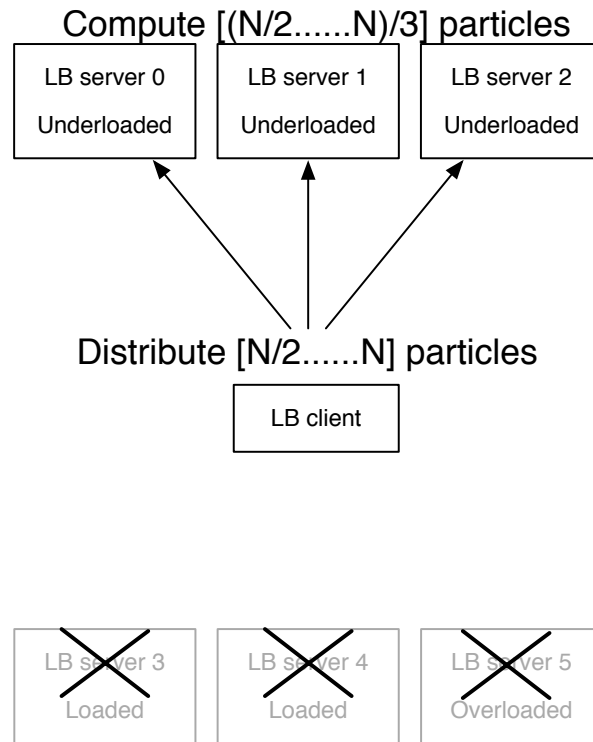 Compute [(N/2......N)/3] particles
LB server 0
Underloaded
LB server 1
Underloaded
LB server 2
Underloaded
Distribute [N/2......N] particles
LB client
LB server 3
Loaded
LB server 4
Loaded
LB server 5
Overloaded